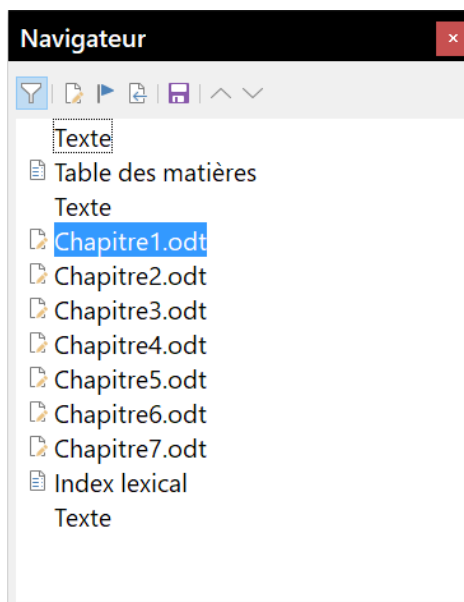 Navigateur
Texte
Table des matières
Texte
Chapitre1.odt
Chapitre2.odt
Chapitre3.odt
Chapitre4.odt
Chapitre5.odt
Chapitre6.odt
Chapitre7.odt
Index lexical
Texte